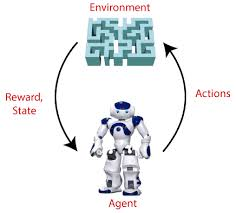 Environment
Reward,
State
Actions
Agent